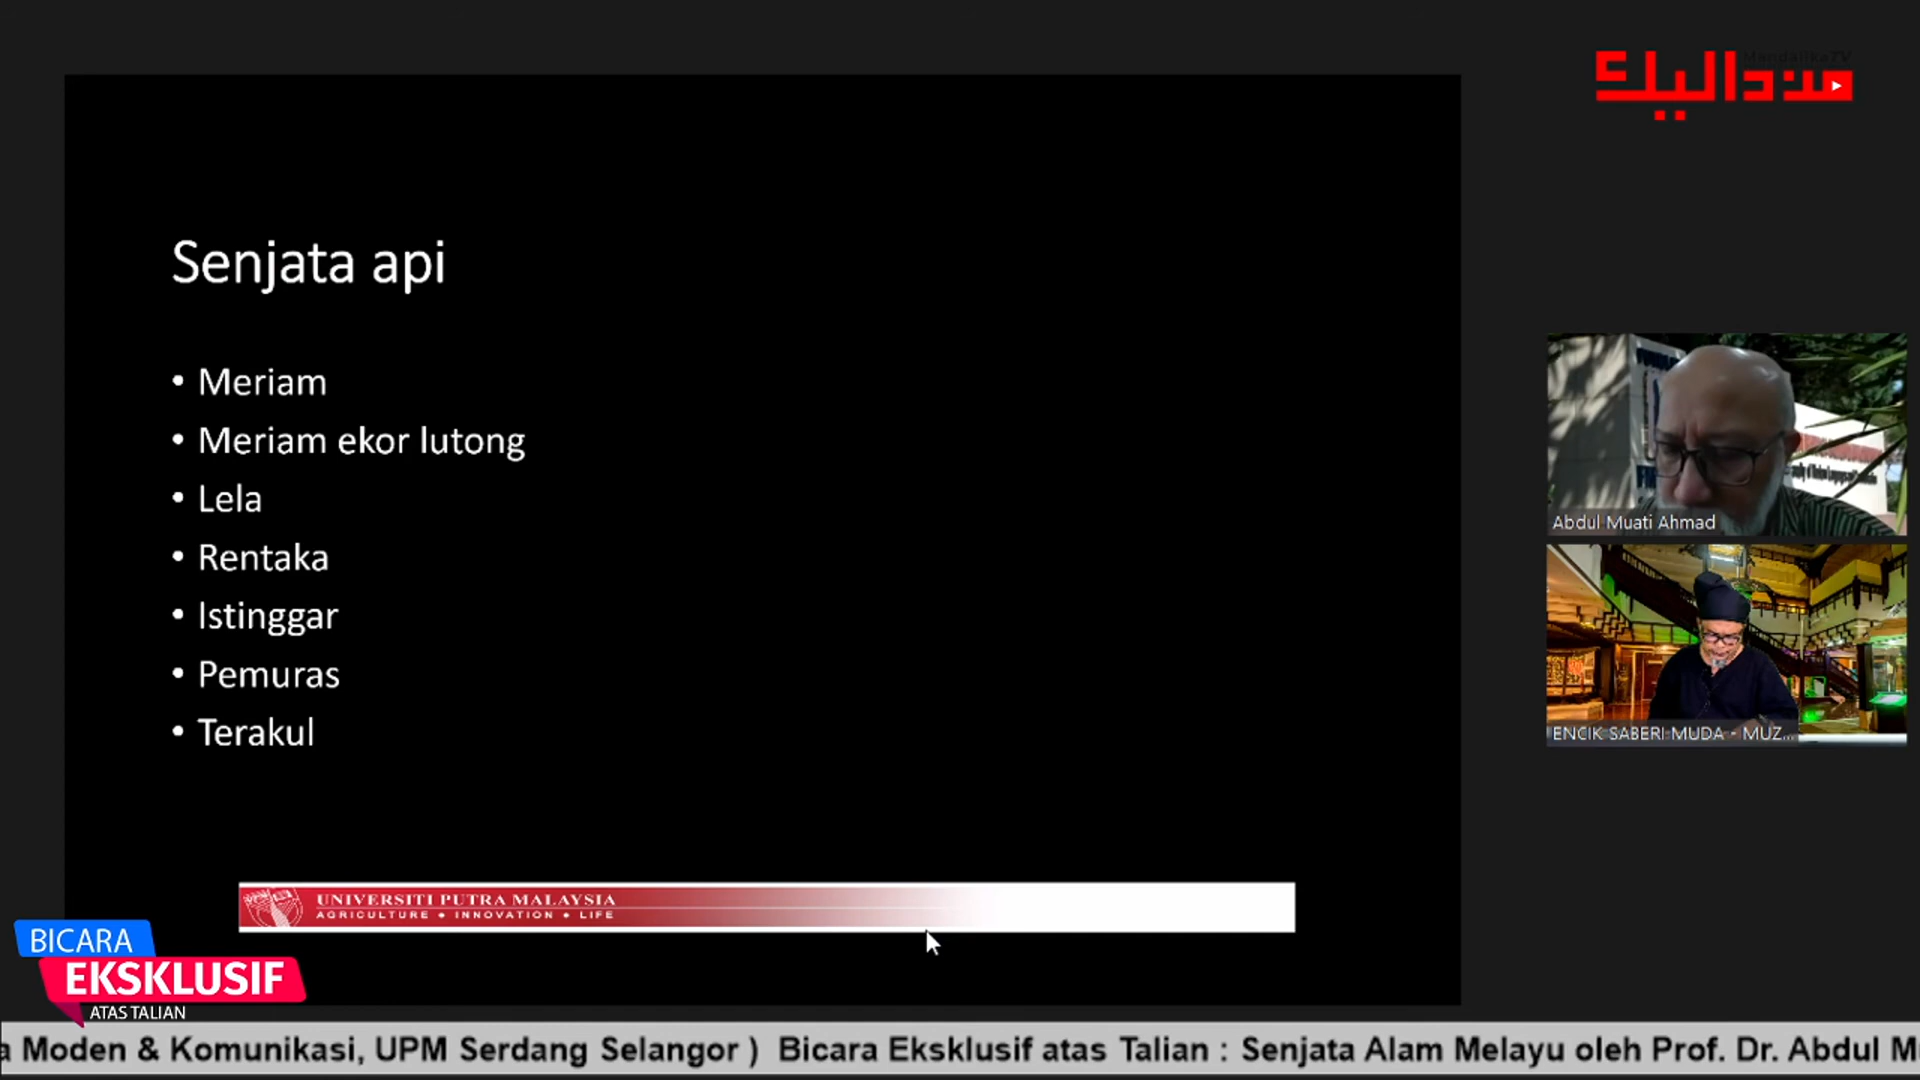 MandalikaTV
منداليک
Senjata api
• Meriam
• Meriam ekor lutong
• Lela
• Rentaka
• Istinggar
• Pemuras
• Terakul
Abdul Muati Ahmad
ENCIK SABERI MUDA - MUZ...
UNIVERSITI PUTRA MALAYSIA
AGRICULTURE • INNOVATION • LIFE
BICARA
EKSKLUSIF
ATAS TALIAN
a Moden & Komunikasi, UPM Serdang Selangor ) Bicara Eksklusif atas Talian : Senjata Alam Melayu oleh Prof. Dr. Abdul M